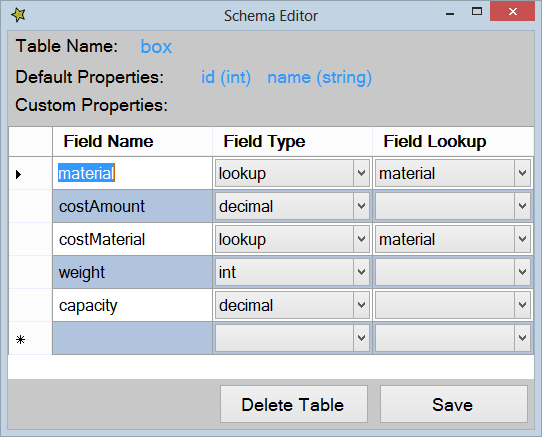 Schema Editor
Table Name: box
Default Properties: id (int) name (string)
Custom Properties:
Field Name Field Type Field Lookup
material lookup material
costAmount decimal
costMaterial lookup material
weight int
capacity decimal
Delete Table Save